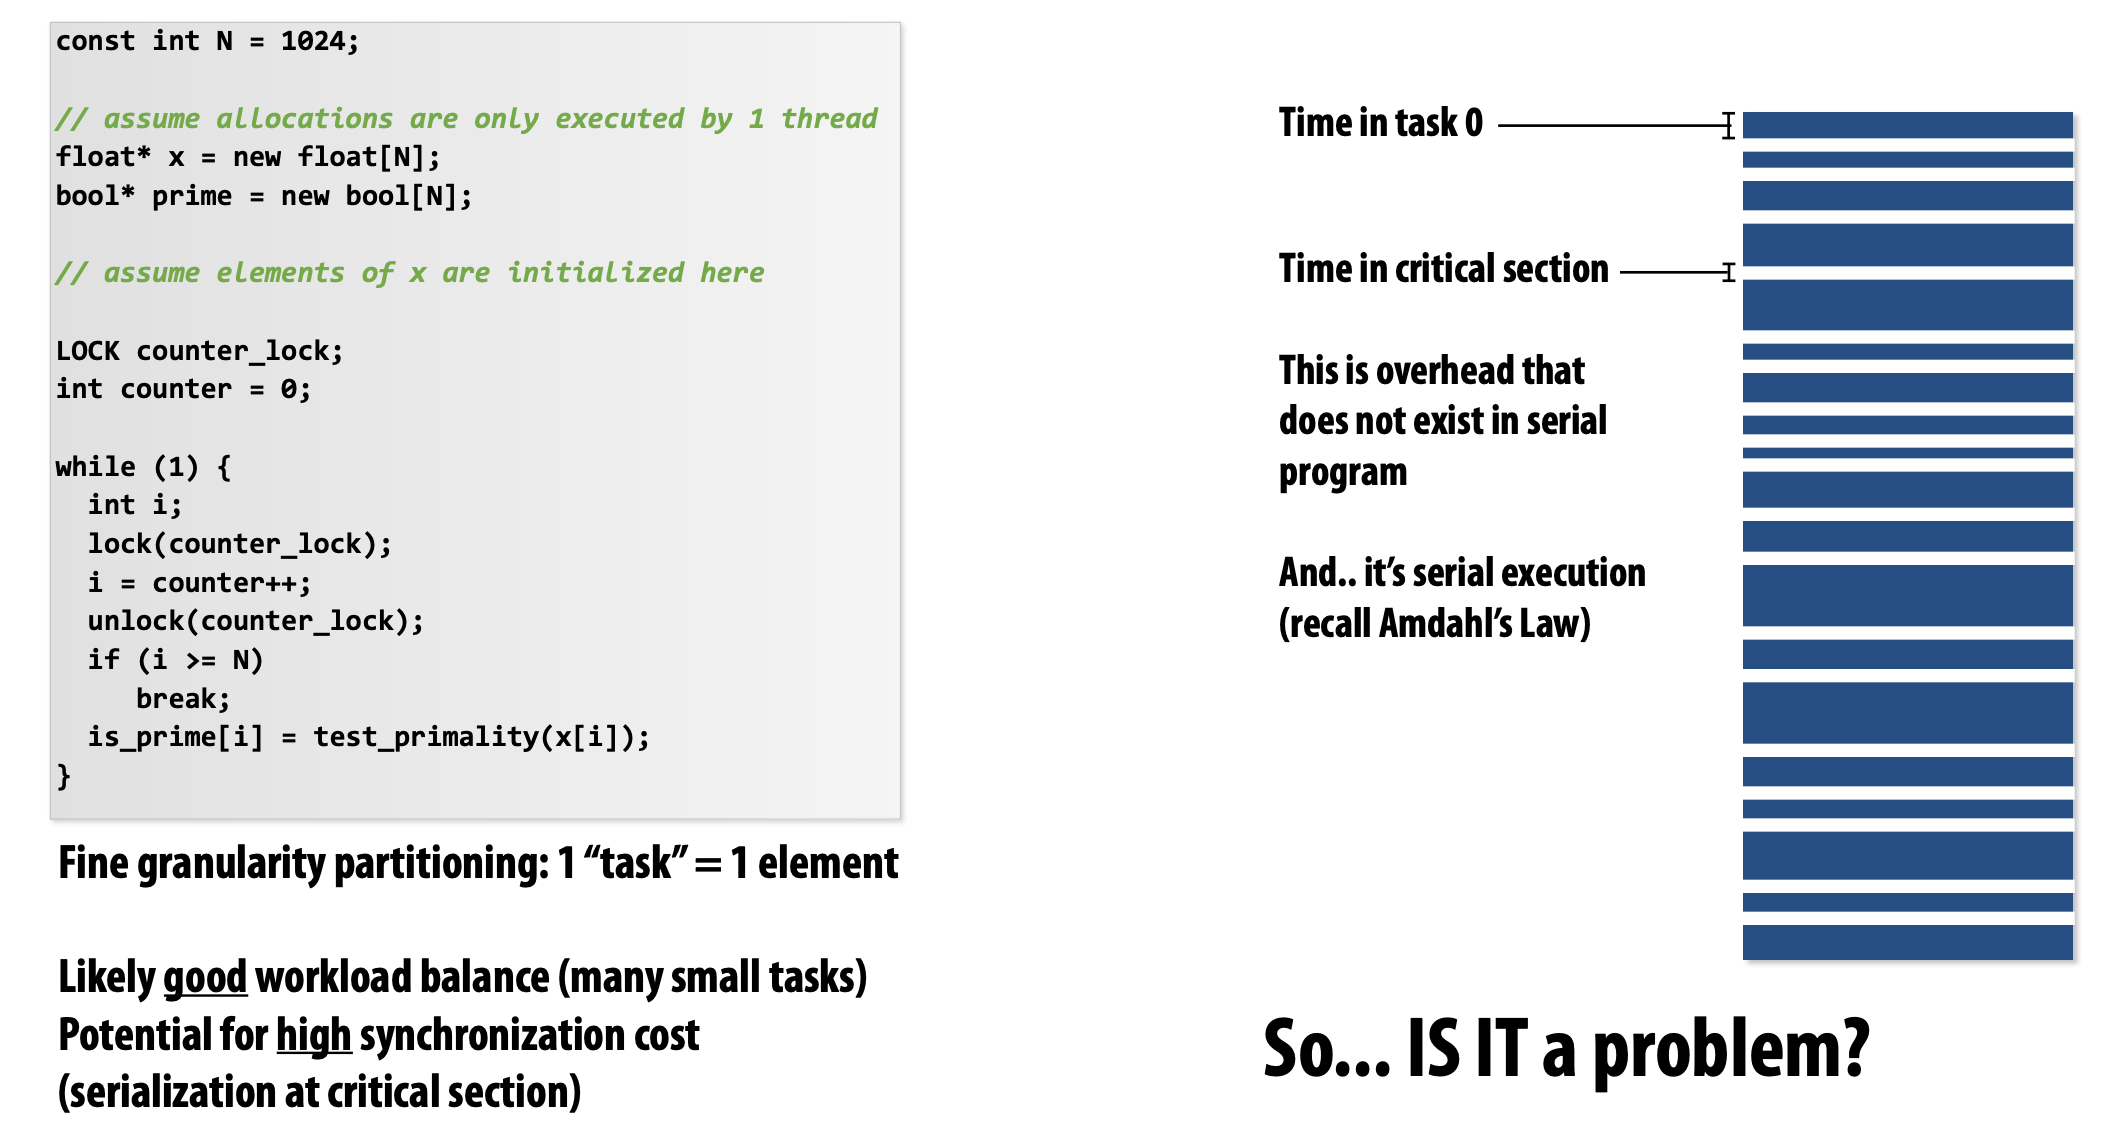 const int N = 1024;
// assume allocations are only executed by 1 thread
float* x = new float[N];
bool* prime = new bool[N];
// assume elements of x are initialized here
LOCK counter_lock;
int counter = 0;
while (1) {
  int i;
  lock(counter_lock);
  i = counter++;
  unlock(counter_lock);
  if (i >= N)
     break;
  is_prime[i] = test_primality(x[i]);
}
Fine granularity partitioning: 1 “task” = 1 element
Likely good workload balance (many small tasks)
Potential for high synchronization cost
(serialization at critical section)
Time in task 0
Time in critical section
This is overhead that
does not exist in serial
program
And.. it’s serial execution
(recall Amdahl’s Law)
So... IS IT a problem?